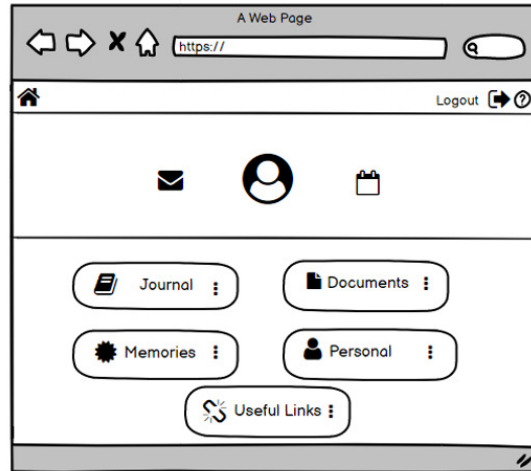 A Web Page
https://
Logout
Journal
Documents
Memories
Personal
Useful Links